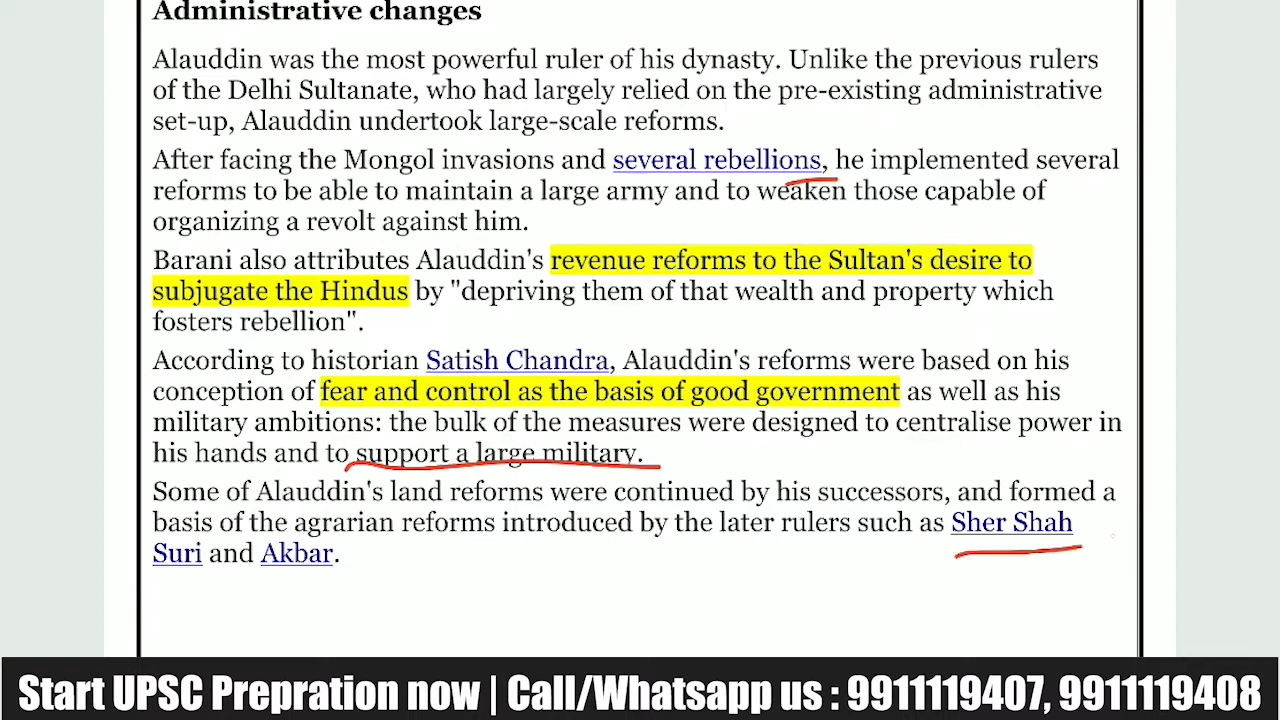 Administrative changes
Alauddin was the most powerful ruler of his dynasty. Unlike the previous rulers
of the Delhi Sultanate, who had largely relied on the pre-existing administrative
set-up, Alauddin undertook large-scale reforms.
After facing the Mongol invasions and several rebellions, he implemented several
reforms to be able to maintain a large army and to weaken those capable of
organizing a revolt against him.
Barani also attributes Alauddin's revenue reforms to the Sultan's desire to
subjugate the Hindus by "depriving them of that wealth and property which
fosters rebellion".
According to historian Satish Chandra, Alauddin's reforms were based on his
conception of fear and control as the basis of good government as well as his
military ambitions: the bulk of the measures were designed to centralise power in
his hands and to support a large military.
Some of Alauddin's land reforms were continued by his successors, and formed a
basis of the agrarian reforms introduced by the later rulers such as Sher Shah
Suri and Akbar.
Start UPSC Prepration now | Call/Whatsapp us : 9911119407, 9911119408